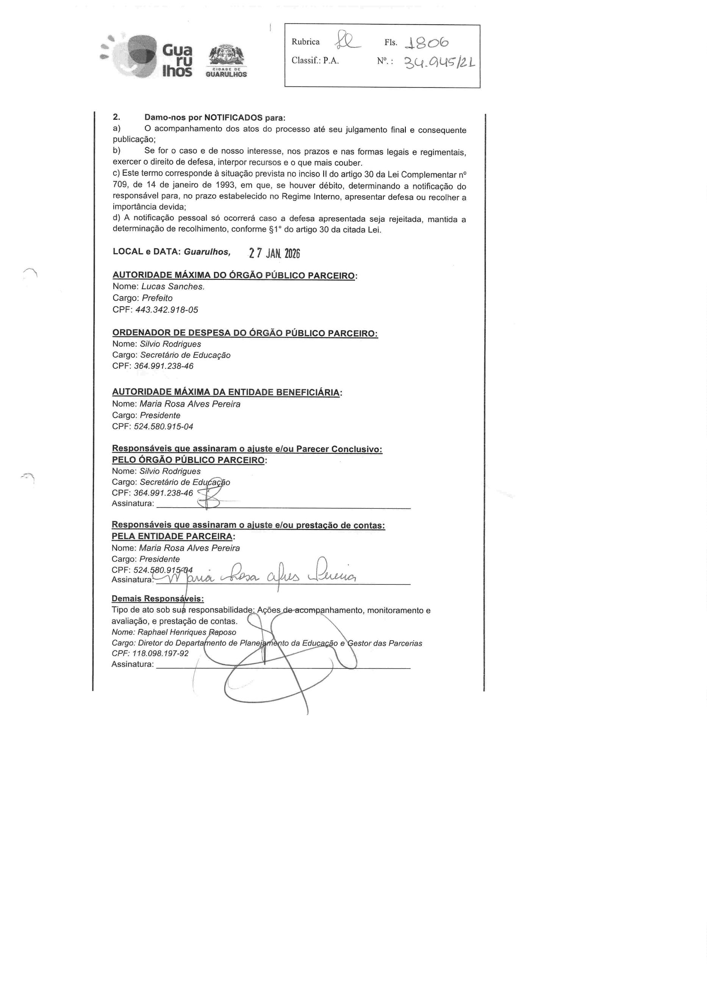 Gua
ru
lhos
CIDADE DE
GUARULHOS
Rubrica Fls. 1806
Classif.: P.A. Nº. : 34.945/21
2. Damo-nos por NOTIFICADOS para:
a) O acompanhamento dos atos do processo até seu julgamento final e consequente
publicação;
b) Se for o caso e de nosso interesse, nos prazos e nas formas legais e regimentais,
exercer o direito de defesa, interpor recursos e o que mais couber.
c) Este termo corresponde à situação prevista no inciso II do artigo 30 da Lei Complementar nº
709, de 14 de janeiro de 1993, em que, se houver débito, determinando a notificação do
responsável para, no prazo estabelecido no Regime Interno, apresentar defesa ou recolher a
importância devida;
d) A notificação pessoal só ocorrerá caso a defesa apresentada seja rejeitada, mantida a
determinação de recolhimento, conforme §1° do artigo 30 da citada Lei.
LOCAL e DATA: Guarulhos, 27 JAN. 2026
AUTORIDADE MÁXIMA DO ÓRGÃO PÚBLICO PARCEIRO:
Nome: Lucas Sanches.
Cargo: Prefeito
CPF: 443.342.918-05
ORDENADOR DE DESPESA DO ÓRGÃO PÚBLICO PARCEIRO:
Nome: Silvio Rodrigues
Cargo: Secretário de Educação
CPF: 364.991.238-46
AUTORIDADE MÁXIMA DA ENTIDADE BENEFICIÁRIA:
Nome: Maria Rosa Alves Pereira
Cargo: Presidente
CPF: 524.580.915-04
Responsáveis que assinaram o ajuste e/ou Parecer Conclusivo:
PELO ÓRGÃO PÚBLICO PARCEIRO:
Nome: Silvio Rodrigues
Cargo: Secretário de Educação
CPF: 364.991.238-46
Assinatura:
Responsáveis que assinaram o ajuste e/ou prestação de contas:
PELA ENTIDADE PARCEIRA:
Nome: Maria Rosa Alves Pereira
Cargo: Presidente
CPF: 524.580.915-04
Assinatura: Maria Rosa Alves Pereira
Demais Responsáveis:
Tipo de ato sob sua responsabilidade: Ações de acompanhamento, monitoramento e
avaliação, e prestação de contas.
Nome: Raphael Henriques Raposo
Cargo: Diretor do Departamento de Planejamento da Educação e Gestor das Parcerias
CPF: 118.098.197-92
Assinatura: